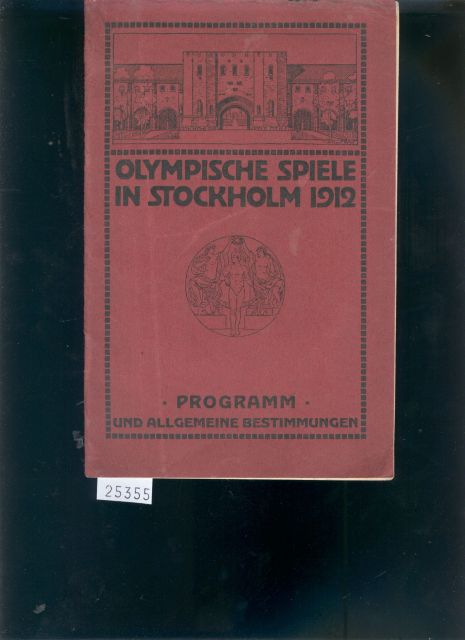 OLYMPISCHE SPIELE
IN STOCKHOLM 1912
· PROGRAMM ·
UND ALLGEMEINE BESTIMMUNGEN
25355